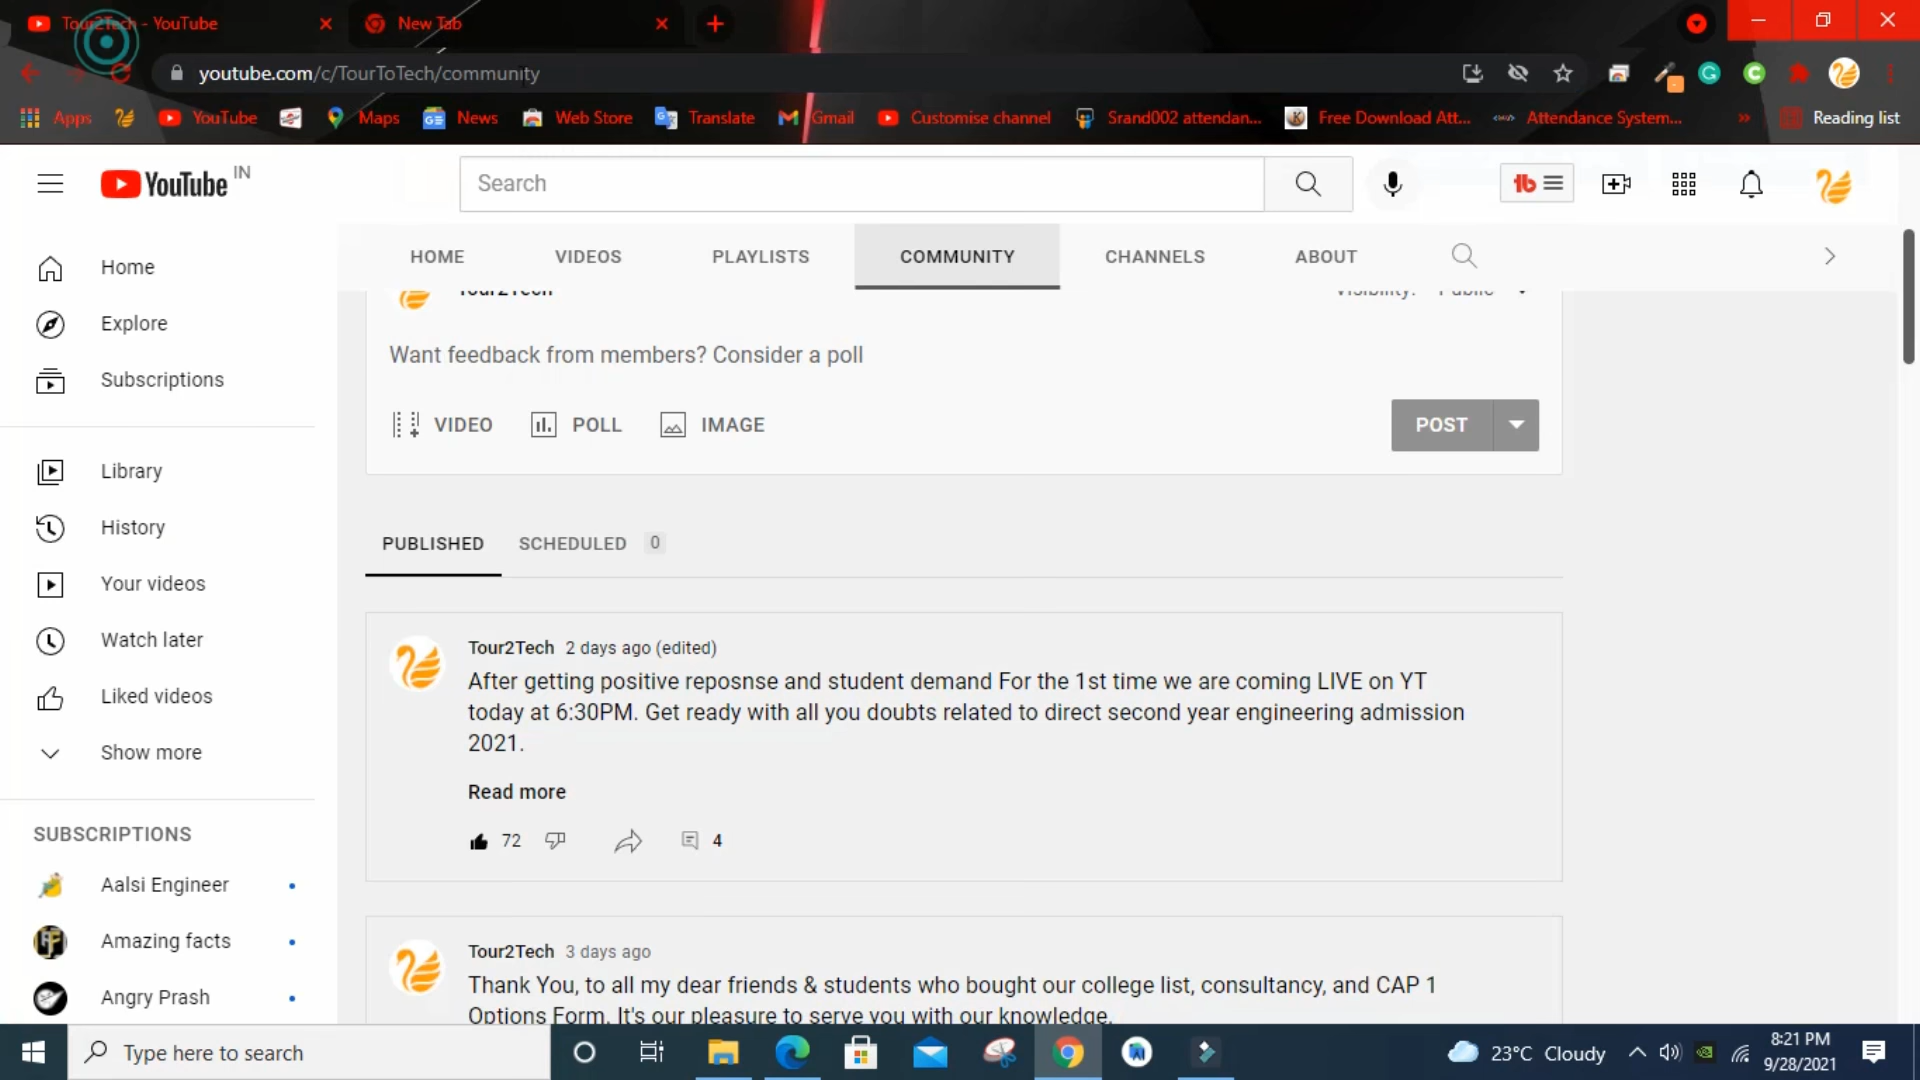 Tour2Tech - YouTube
New Tab
youtube.com/c/TourToTech/community
Apps
YouTube
Maps
News
Web Store
Translate
Gmail
Customise channel
Srand002 attendan...
Free Download Att...
Attendance System...
»
Reading list
YouTube IN
Search
HOME
VIDEOS
PLAYLISTS
COMMUNITY
CHANNELS
ABOUT
Home
Explore
Subscriptions
Library
History
Your videos
Watch later
Liked videos
Show more
SUBSCRIPTIONS
Aalsi Engineer
Amazing facts
Angry Prash
Tour2Tech
Visibility: Public
Want feedback from members? Consider a poll
VIDEO
POLL
IMAGE
POST
PUBLISHED
SCHEDULED 0
Tour2Tech 2 days ago (edited)
After getting positive reposnse and student demand For the 1st time we are coming LIVE on YT
today at 6:30PM. Get ready with all you doubts related to direct second year engineering admission
2021.
Read more
72
4
Tour2Tech 3 days ago
Thank You, to all my dear friends & students who bought our college list, consultancy, and CAP 1
Options Form. It's our pleasure to serve you with our knowledge.
Type here to search
23°C Cloudy
8:21 PM
9/28/2021